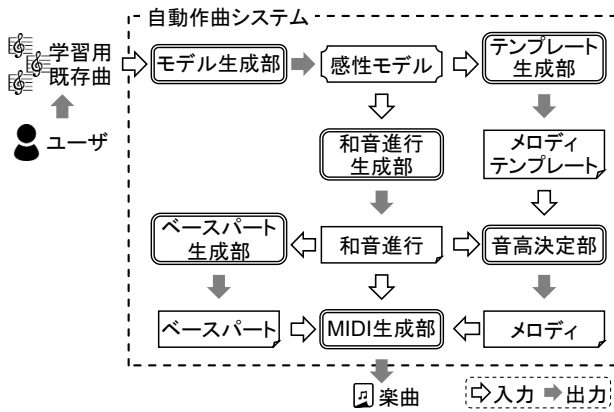 自動作曲システム
学習用
既存曲
ユーザ
モデル生成部
感性モデル
テンプレート
生成部
和音進行
生成部
メロディ
テンプレート
ベースパート
生成部
和音進行
音高決定部
ベースパート
MIDI生成部
メロディ
楽曲
入力 出力